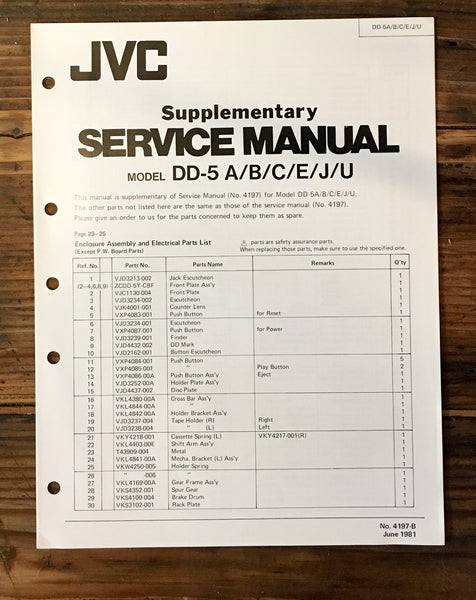 DD-5A/B/C/E/J/U
JVC
Supplementary
SERVICE MANUAL
MODEL DD-5 A/B/C/E/J/U
This manual is supplementary of Service Manual (No. 4197) for Model DD-5A/B/C/E/J/U.
The other parts not listed here are the same as those of the service manual (No. 4197).
Please give an order to us for the parts concerned to keep them as spare.
Page 23–25
Enclosure Assembly and Electrical Parts List
(Except P.W. Board Parts)
⚠ parts are safety assurance parts.
When replacing those parts, make sure to use the specified one.
Ref. No. Parts No. Parts Name Remarks Q'ty
1 VJD3213-002 Jack Escutcheon 1
(2~4,6,8,9) ZCDD-5Y-CBF Front Plate Ass'y 1
2 VJC1130-004 Front Plate 1
3 VJD3234-002 Escutcheon 1
4 VJK4001-001 Counter Lens 1
5 VXP4083-001 Push Button for Reset 1
6 VJD3234-001 Escutcheon 1
7 VXP4087-001 Push Button for Power 1
8 VJD3239-001 Finder 1
9 VJD4432-002 DD Mark 1
10 VJD2162-001 Button Escutcheon 1
11 VXP4084-001 Push Button 5
12 VXP4085-001 " Play Button 2
13 VXP4086-00A Push Button Ass'y Eject 1
14 VJD3252-00A Holder Plate Ass'y 1
15 VJD4437-002 Disc Plate 1
16 VKL4380-00A Cross Bar Ass'y 1
17 VKL4844-00A " 1
18 VKL4842-00A Holder Bracket Ass'y 1
19 VJD3237-004 Tape Holder (R) Right 1
20 VJD3238-004 " (L) Left 1
21 VKY4218-001 Cassette Spring (L) VKY4217-001(R) 1
22 VKL4403-00E Shift Arm Ass'y 1
23 T43909-004 Metal 1
24 VKL4841-00A Mecha. Bracket (L) Ass'y 1
25 VKW4250-005 Holder Spring 1
26 " -006 " 1
27 VKL4169-00A Gear Frame Ass'y 1
28 VKS4352-001 Spur Gear 1
29 VKS4109-004 Brake Drum 1
30 VKS3102-001 Rack Plate 1
No. 4197-B
June 1981